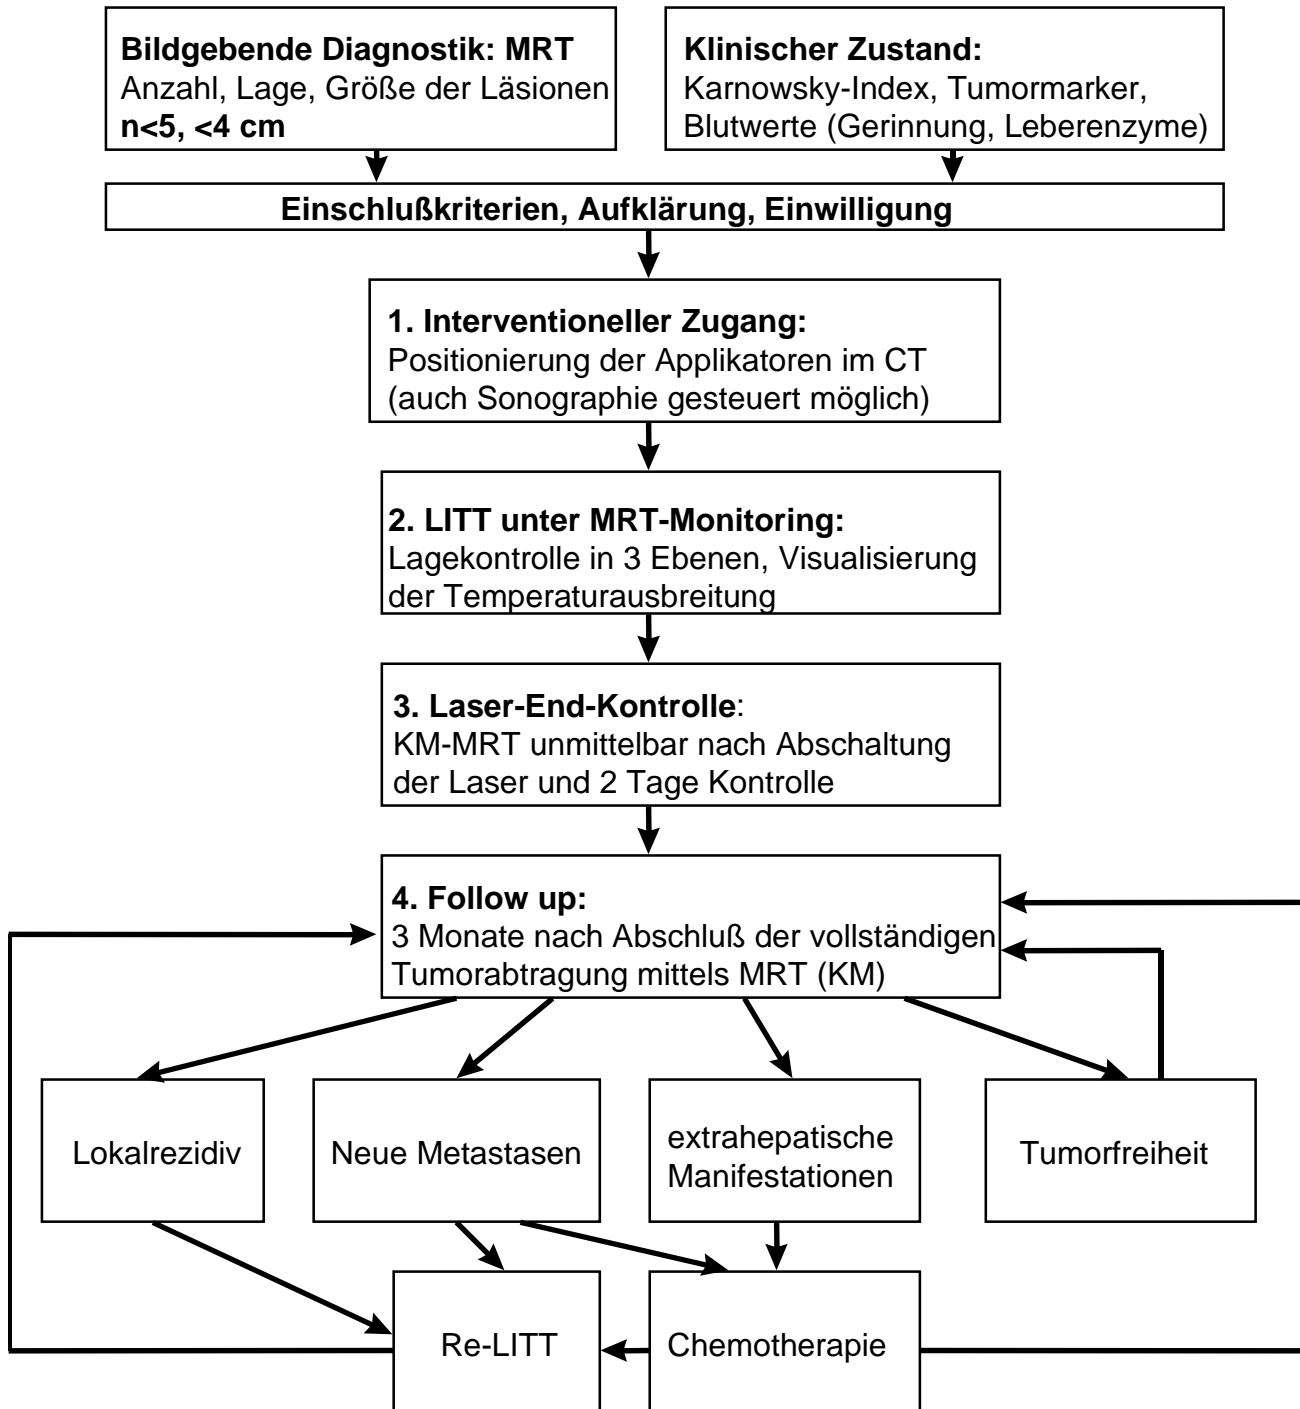 Bildgebende Diagnostik: MRT
Anzahl, Lage, Größe der Läsionen
n<5, <4 cm
Klinischer Zustand:
Karnowsky-Index, Tumormarker,
Blutwerte (Gerinnung, Leberenzyme)
Einschlußkriterien, Aufklärung, Einwilligung
1. Interventioneller Zugang:
Positionierung der Applikatoren im CT
(auch Sonographie gesteuert möglich)
2. LITT unter MRT-Monitoring:
Lagekontrolle in 3 Ebenen, Visualisierung
der Temperaturausbreitung
3. Laser-End-Kontrolle:
KM-MRT unmittelbar nach Abschaltung
der Laser und 2 Tage Kontrolle
4. Follow up:
3 Monate nach Abschluß der vollständigen
Tumorabtragung mittels MRT (KM)
Lokalrezidiv
Neue Metastasen
extrahepatische
Manifestationen
Tumorfreiheit
Re-LITT
Chemotherapie